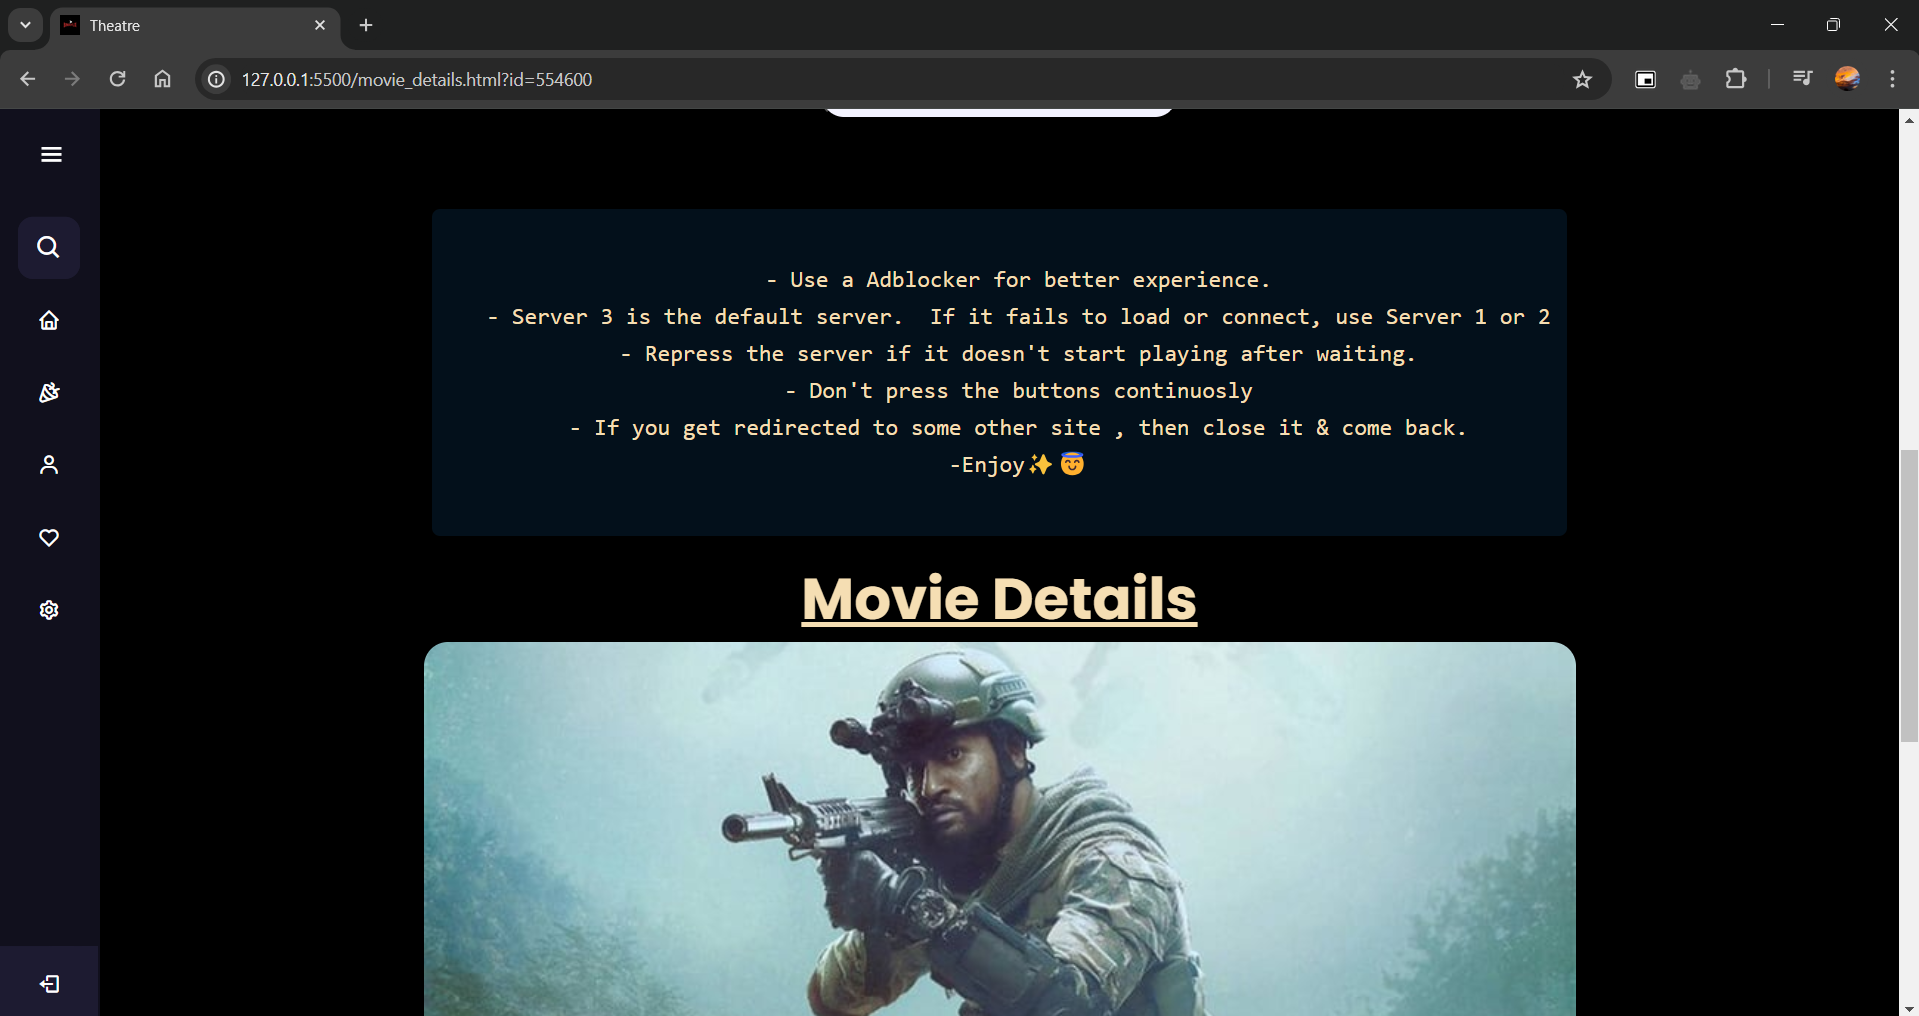 Theatre
127.0.0.1:5500/movie_details.html?id=554600
- Use a Adblocker for better experience.
- Server 3 is the default server.  If it fails to load or connect, use Server 1 or 2
- Repress the server if it doesn't start playing after waiting.
- Don't press the buttons continuosly
- If you get redirected to some other site , then close it & come back.
-Enjoy✨😇
Movie Details